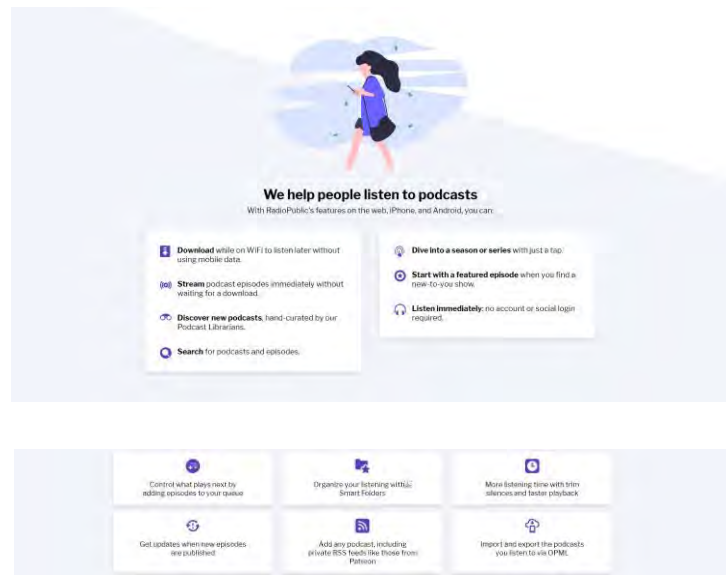 We help people listen to podcasts
With RadioPublic's features on the web, iPhone, and Android, you can:
Download while on WiFi to listen later without
using mobile data.
Stream podcast episodes immediately without
waiting for a download.
Discover new podcasts, hand-curated by our
Podcast Librarians.
Search for podcasts and episodes.
Dive into a season or series with just a tap.
Start with a featured episode when you find a
new-to-you show.
Listen immediately: no account or social login
required.
Control what plays next by
adding episodes to your queue
Organize your listening with
Smart Folders
More listening time with trim
silences and faster playback
Get updates when new episodes
are published
Add any podcast, including
private RSS feeds like those from
Patreon
Import and export the podcasts
you listen to via OPML